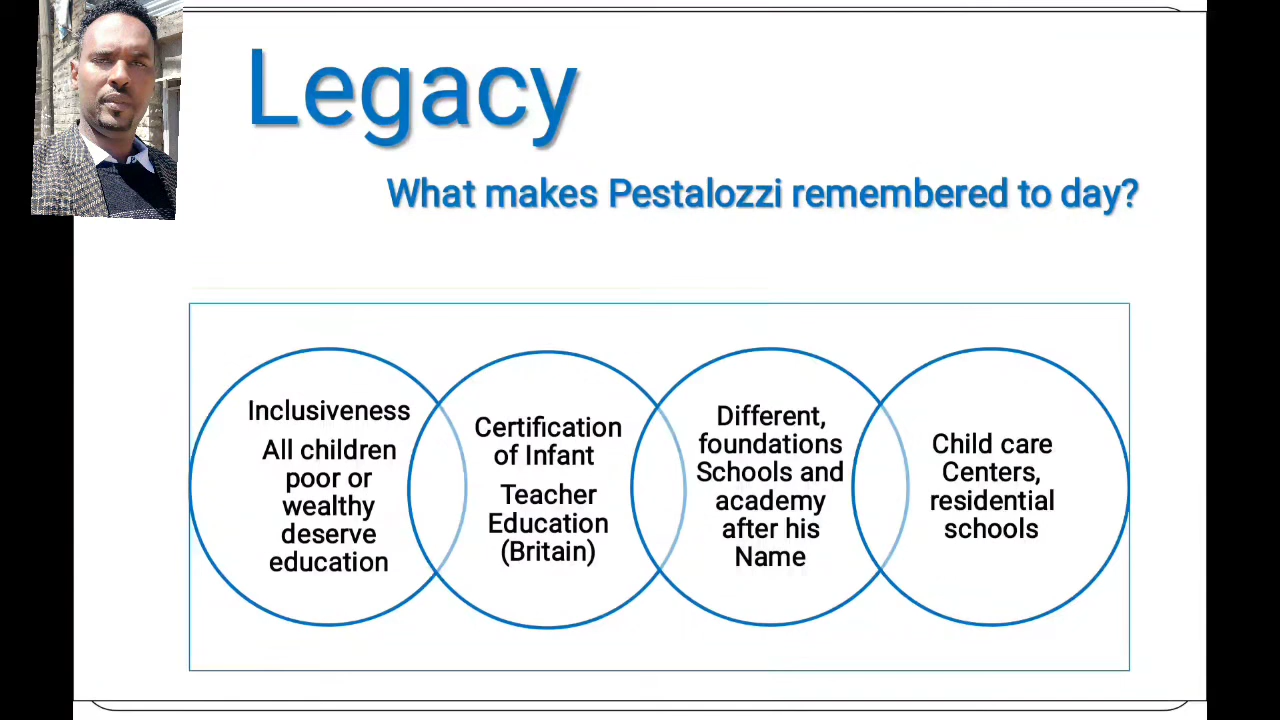 Legacy
What makes Pestalozzi remembered to day?
Inclusiveness
All children
poor or
wealthy
deserve
education
Certification
of Infant
Teacher
Education
(Britain)
Different,
foundations
Schools and
academy
after his
Name
Child care
Centers,
residential
schools